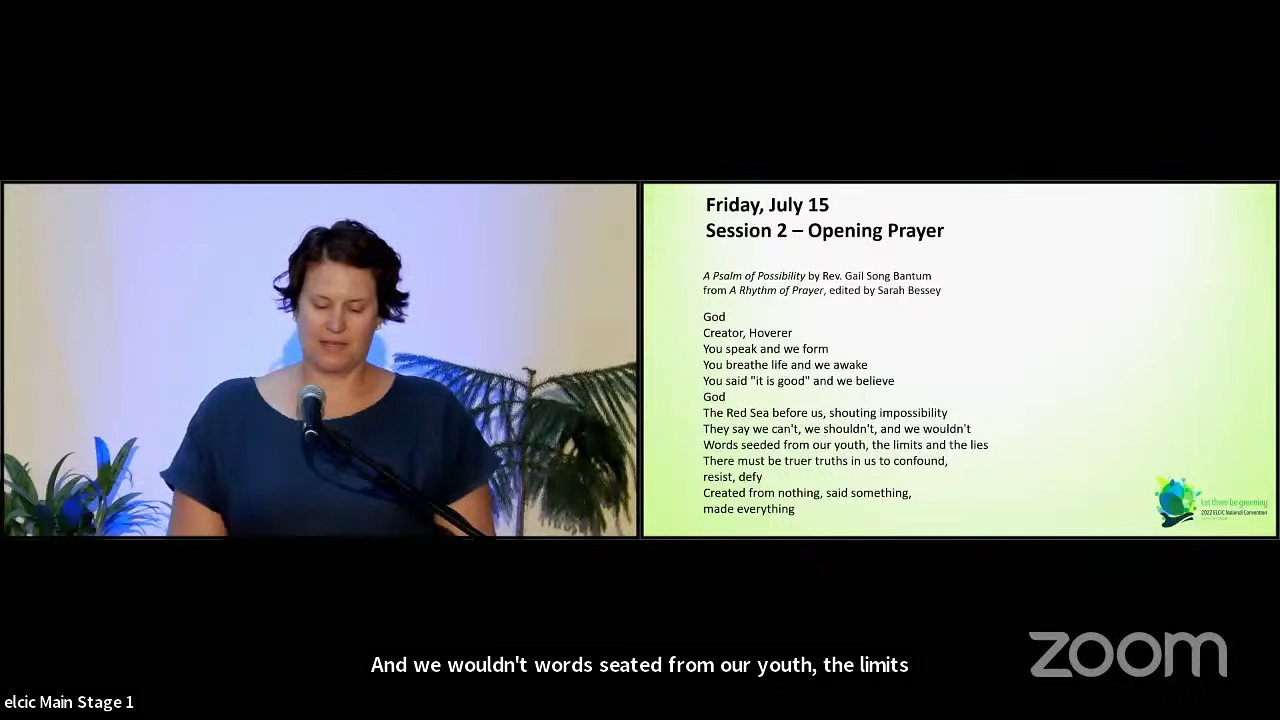 Friday, July 15
Session 2 – Opening Prayer
A Psalm of Possibility by Rev. Gail Song Bantum
from A Rhythm of Prayer, edited by Sarah Bessey
God
Creator, Hoverer
You speak and we form
You breathe life and we awake
You said "it is good" and we believe
God
The Red Sea before us, shouting impossibility
They say we can't, we shouldn't, and we wouldn't
Words seeded from our youth, the limits and the lies
There must be truer truths in us to confound,
resist, defy
Created from nothing, said something,
made everything
Let there be greening
2022 ELCIC National Convention
And we wouldn't words seated from our youth, the limits
zoom
elcic Main Stage 1